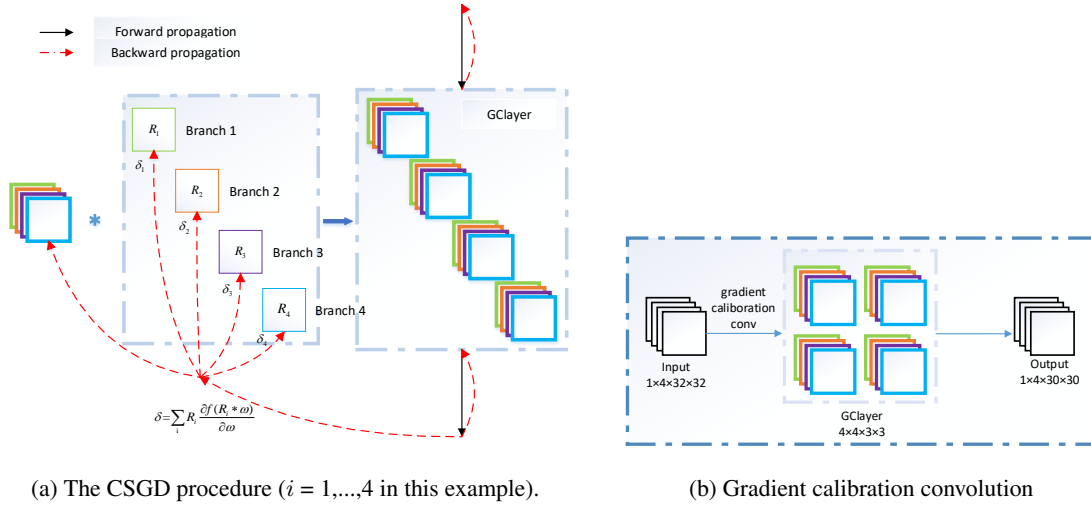 Forward propagation
Backward propagation
GClayer
R₁ Branch 1
δ₁
R₂ Branch 2
δ₂
*
R₃ Branch 3
δ₃
R₄ Branch 4
δ₄
δ=∑ᵢ Rᵢ ∂f(Rᵢ * ω)/∂ω
gradient
caliboration
conv
Input
1×4×32×32
GClayer
4×4×3×3
Output
1×4×30×30
(a) The CSGD procedure (i = 1,...,4 in this example).
(b) Gradient calibration convolution